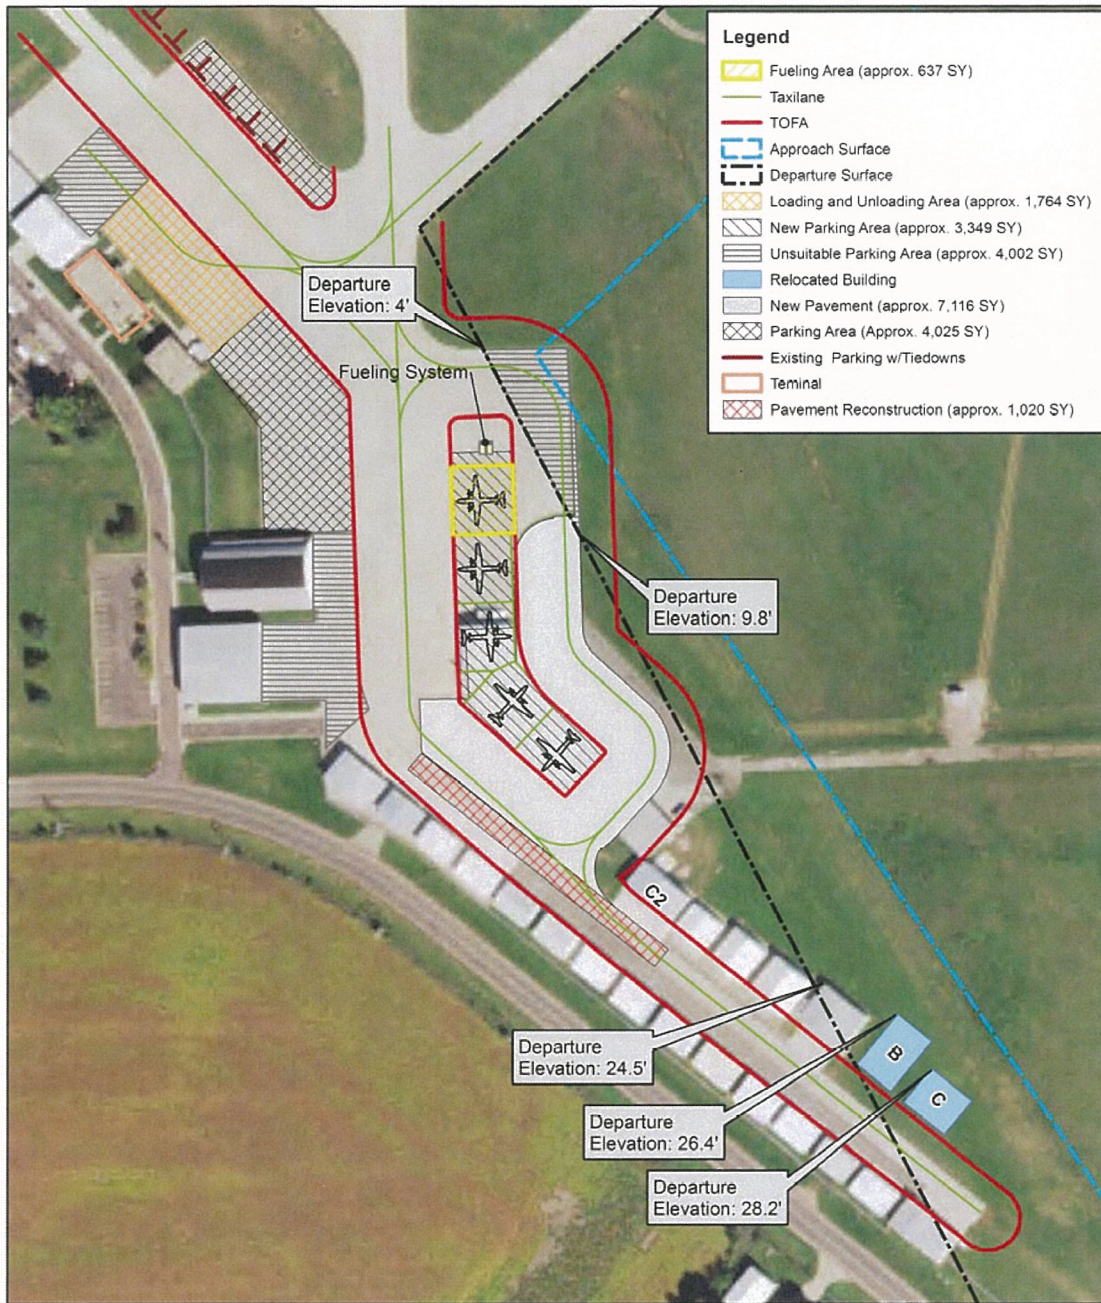 Legend
Fueling Area (approx. 637 SY)
Taxilane
TOFA
Approach Surface
Departure Surface
Loading and Unloading Area (approx. 1,764 SY)
New Parking Area (approx. 3,349 SY)
Unsuitable Parking Area (approx. 4,002 SY)
Relocated Building
New Pavement (approx. 7,116 SY)
Parking Area (Approx. 4,025 SY)
Existing Parking w/Tiedowns
Teminal
Pavement Reconstruction (approx. 1,020 SY)
Departure
Elevation: 4'
Fueling System
Departure
Elevation: 9.8'
C2
Departure
Elevation: 24.5'
B
C
Departure
Elevation: 26.4'
Departure
Elevation: 28.2'